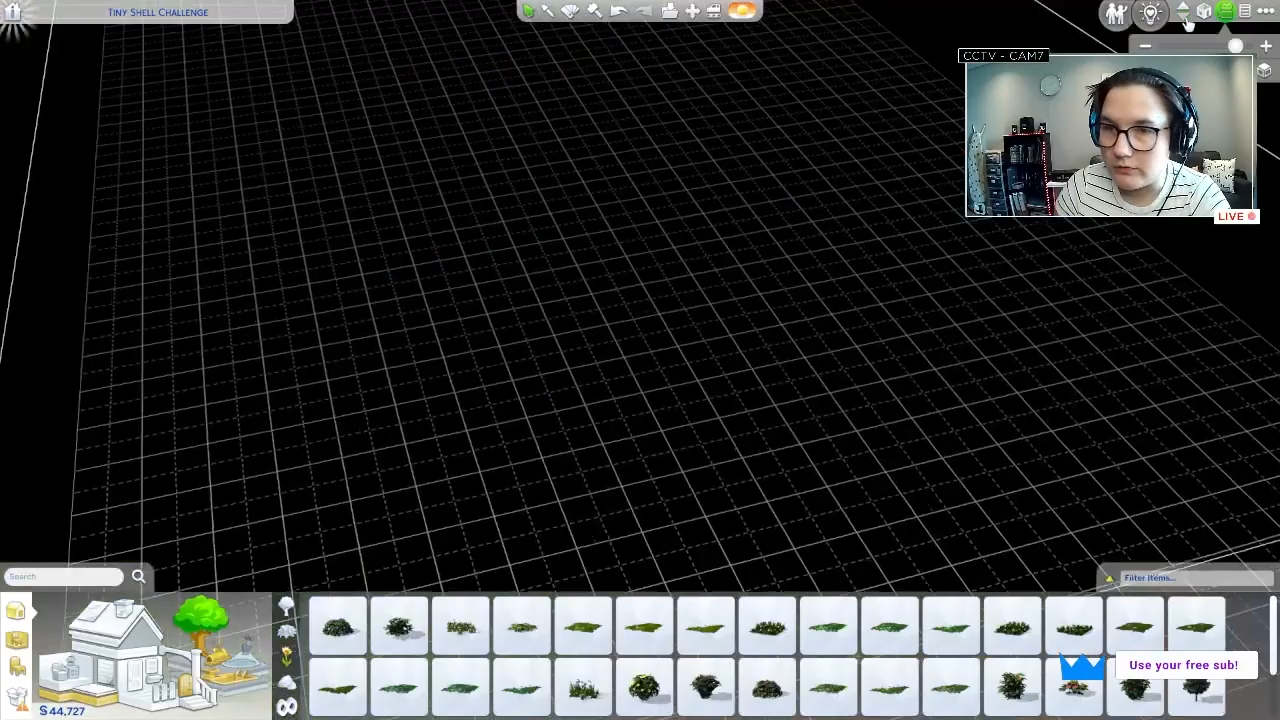 TINY SHELL CHALLENGE
CCTV - CAM7
LIVE
Search
Filter Items...
Use your free sub!
§44,727